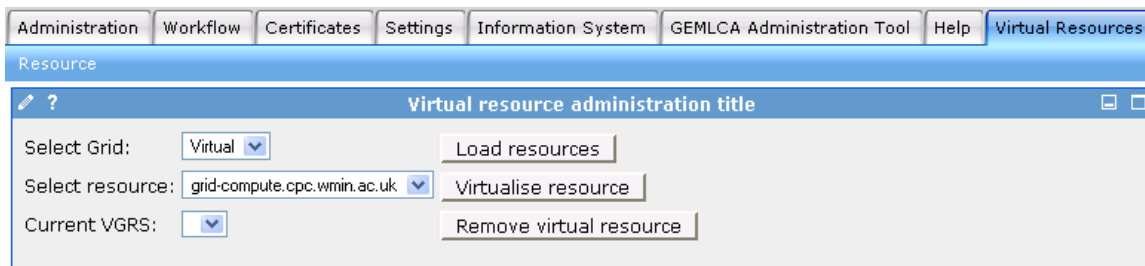 Administration Workflow Certificates Settings Information System GEMLCA Administration Tool Help Virtual Resources
Resource
? Virtual resource administration title
Select Grid: Virtual Load resources
Select resource: grid-compute.cpc.wmin.ac.uk Virtualise resource
Current VGRS: Remove virtual resource